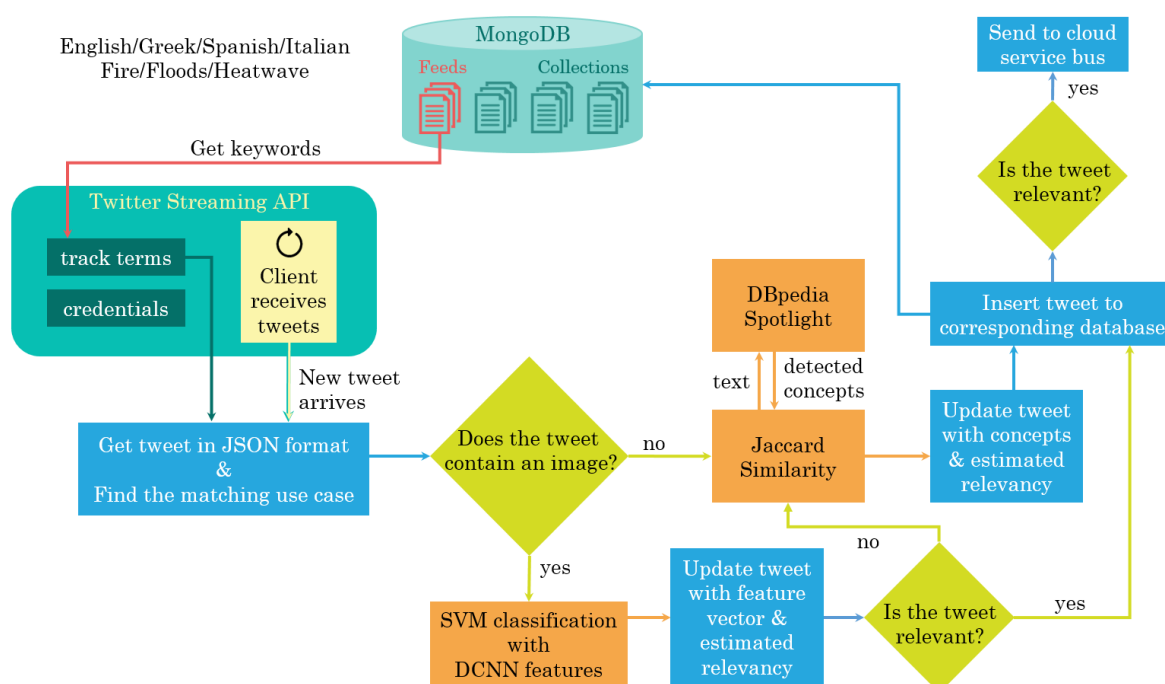 English/Greek/Spanish/Italian
Fire/Floods/Heatwave
MongoDB
Feeds
Collections
Send to cloud
service bus
yes
Get keywords
Is the tweet
relevant?
Twitter Streaming API
track terms
credentials
Client
receives
tweets
New tweet
arrives
DBpedia
Spotlight
text
detected
concepts
Insert tweet to
corresponding database
Get tweet in JSON format
&
Find the matching use case
Does the tweet
contain an image?
no
Jaccard
Similarity
Update tweet
with concepts
& estimated
relevancy
yes
SVM classification
with
DCNN features
Update tweet
with feature
vector &
estimated
relevancy
no
Is the tweet
relevant?
yes